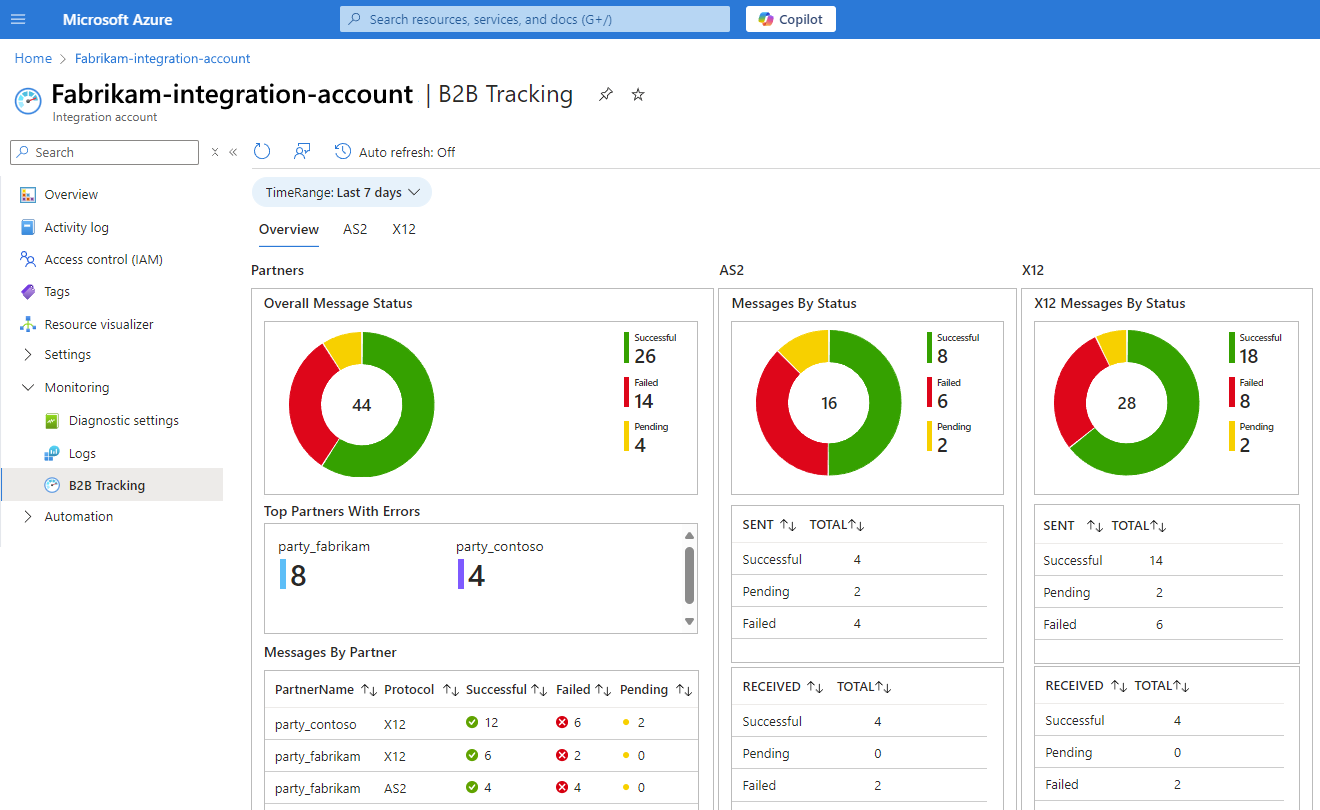 Microsoft Azure
Search resources, services, and docs (G+/)
Copilot
Home > Fabrikam-integration-account
Fabrikam-integration-account | B2B Tracking
Integration account
Search
Auto refresh: Off
Overview
Activity log
Access control (IAM)
Tags
Resource visualizer
Settings
Monitoring
Diagnostic settings
Logs
B2B Tracking
Automation
TimeRange: Last 7 days
Overview AS2 X12
Partners
Overall Message Status
44
Successful
26
Failed
14
Pending
4
Top Partners With Errors
party_fabrikam party_contoso
8 4
Messages By Partner
PartnerName Protocol Successful Failed Pending
party_contoso X12 12 6 2
party_fabrikam X12 6 2 0
party_fabrikam AS2 4 4 0
AS2
Messages By Status
16
Successful
8
Failed
6
Pending
2
SENT TOTAL
Successful 4
Pending 2
Failed 4
RECEIVED TOTAL
Successful 4
Pending 0
Failed 2
X12
X12 Messages By Status
28
Successful
18
Failed
8
Pending
2
SENT TOTAL
Successful 14
Pending 2
Failed 6
RECEIVED TOTAL
Successful 4
Pending 0
Failed 2